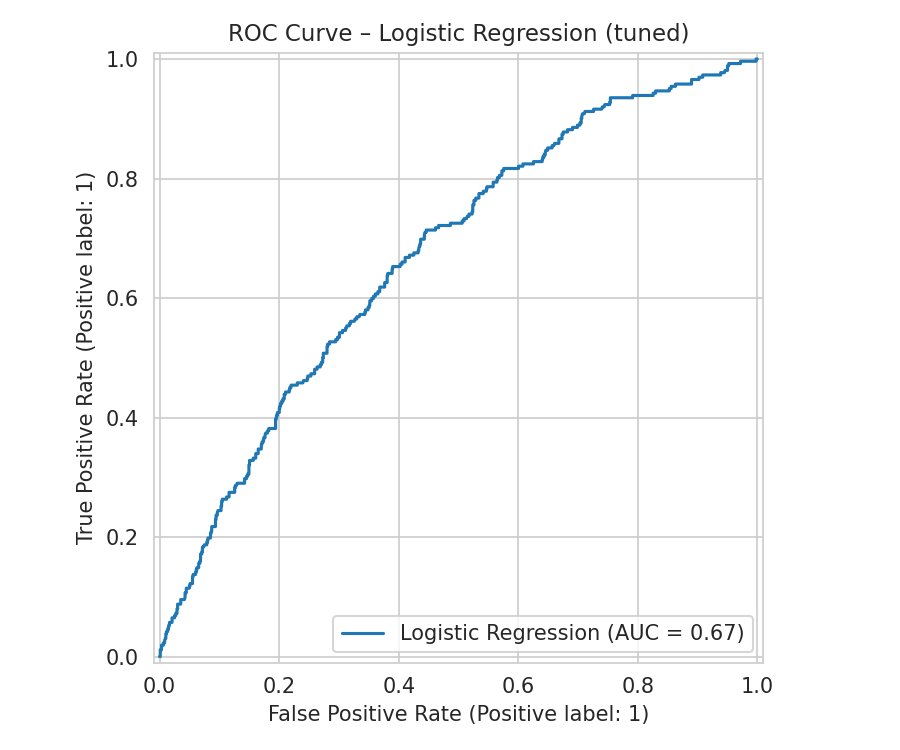 ROC Curve – Logistic Regression (tuned)
1.0
0.8
0.6
0.4
0.2
0.0
True Positive Rate (Positive label: 1)
Logistic Regression (AUC = 0.67)
0.0 0.2 0.4 0.6 0.8 1.0
False Positive Rate (Positive label: 1)